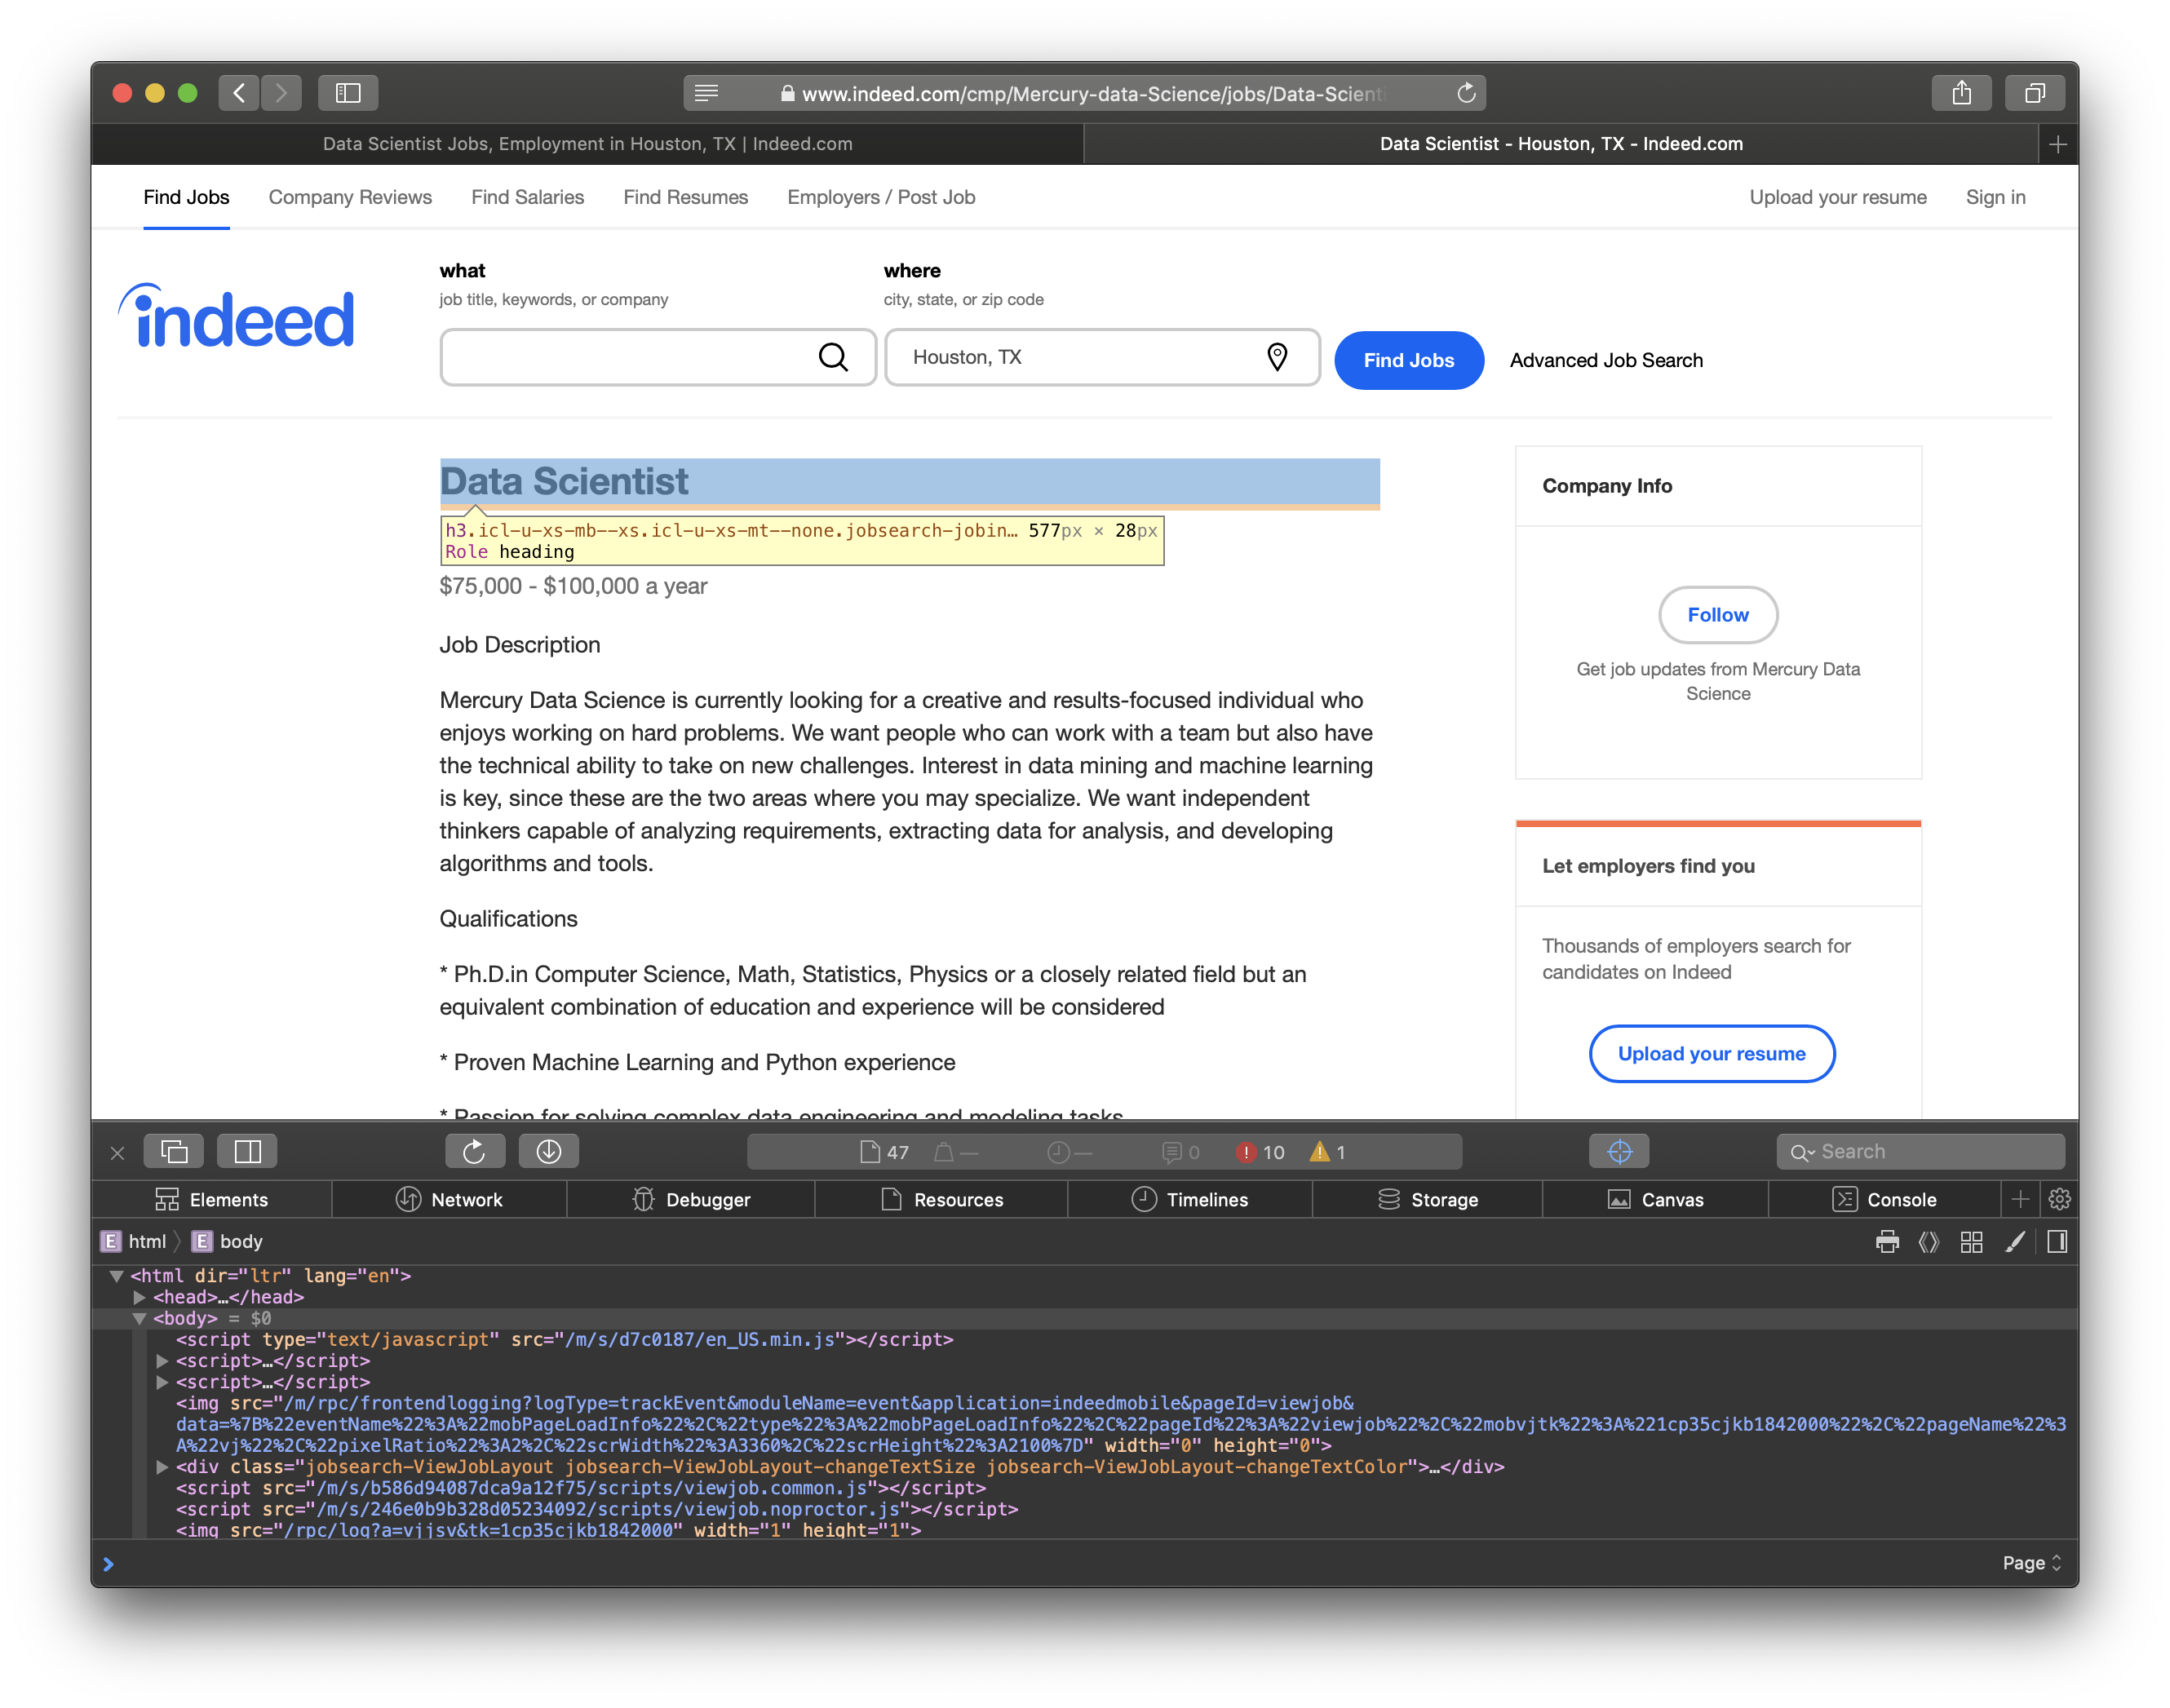 www.indeed.com/cmp/Mercury-data-Science/jobs/Data-Scienti
Data Scientist Jobs, Employment in Houston, TX | Indeed.com
Data Scientist - Houston, TX - Indeed.com
Find Jobs Company Reviews Find Salaries Find Resumes Employers / Post Job Upload your resume Sign in
indeed
what
job title, keywords, or company
where
city, state, or zip code
Houston, TX
Find Jobs
Advanced Job Search
Data Scientist
h3.icl-u-xs-mb--xs.icl-u-xs-mt--none.jobsearch-jobin… 577px × 28px
Role heading
$75,000 - $100,000 a year
Job Description
Mercury Data Science is currently looking for a creative and results-focused individual who
enjoys working on hard problems. We want people who can work with a team but also have
the technical ability to take on new challenges. Interest in data mining and machine learning
is key, since these are the two areas where you may specialize. We want independent
thinkers capable of analyzing requirements, extracting data for analysis, and developing
algorithms and tools.
Qualifications
* Ph.D.in Computer Science, Math, Statistics, Physics or a closely related field but an
equivalent combination of education and experience will be considered
* Proven Machine Learning and Python experience
* Passion for solving complex data engineering and modeling tasks
Company Info
Follow
Get job updates from Mercury Data
Science
Let employers find you
Thousands of employers search for
candidates on Indeed
Upload your resume
47 — — 0 10 1 Search
Elements Network Debugger Resources Timelines Storage Canvas Console
E html E body
<html dir="ltr" lang="en">
<head>…</head>
<body> = $0
<script type="text/javascript" src="/m/s/d7c0187/en_US.min.js"></script>
<script>…</script>
<script>…</script>
<img src="/m/rpc/frontendlogging?logType=trackEvent&moduleName=event&application=indeedmobile&pageId=viewjob&
data=%7B%22eventName%22%3A%22mobPageLoadInfo%22%2C%22type%22%3A%22mobPageLoadInfo%22%2C%22pageId%22%3A%22viewjob%22%2C%22mobvjtk%22%3A%221cp35cjkb1842000%22%2C%22pageName%22%3
A%22vj%22%2C%22pixelRatio%22%3A2%2C%22scrWidth%22%3A3360%2C%22scrHeight%22%3A2100%7D" width="0" height="0">
<div class="jobsearch-ViewJobLayout jobsearch-ViewJobLayout-changeTextSize jobsearch-ViewJobLayout-changeTextColor">…</div>
<script src="/m/s/b586d94087dca9a12f75/scripts/viewjob.common.js"></script>
<script src="/m/s/246e0b9b328d05234092/scripts/viewjob.noproctor.js"></script>
<img src="/rpc/log?a=vjjsv&tk=1cp35cjkb1842000" width="1" height="1">
Page